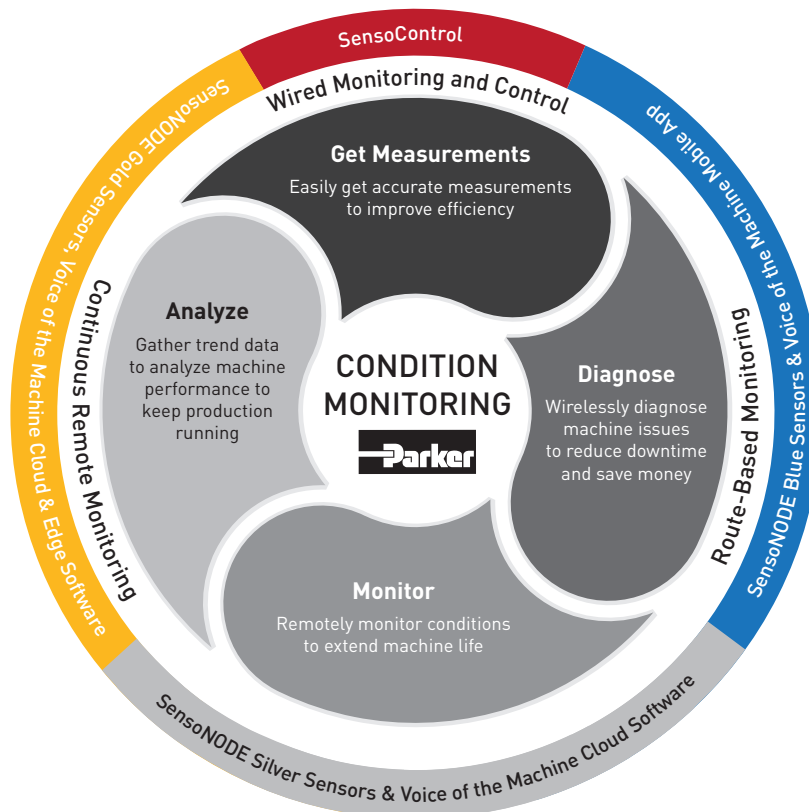 SensoControl
Wired Monitoring and Control
Get Measurements
Easily get accurate measurements
to improve efficiency
SensoNODE Blue Sensors & Voice of the Machine Mobile App
Route-Based Monitoring
Diagnose
Wirelessly diagnose
machine issues
to reduce downtime
and save money
Monitor
Remotely monitor conditions
to extend machine life
SensoNODE Silver Sensors & Voice of the Machine Cloud Software
Analyze
Gather trend data
to analyze machine
performance to
keep production
running
Continuous Remote Monitoring
SensoNODE Gold Sensors, Voice of the Machine Cloud & Edge Software
CONDITION
MONITORING
Parker